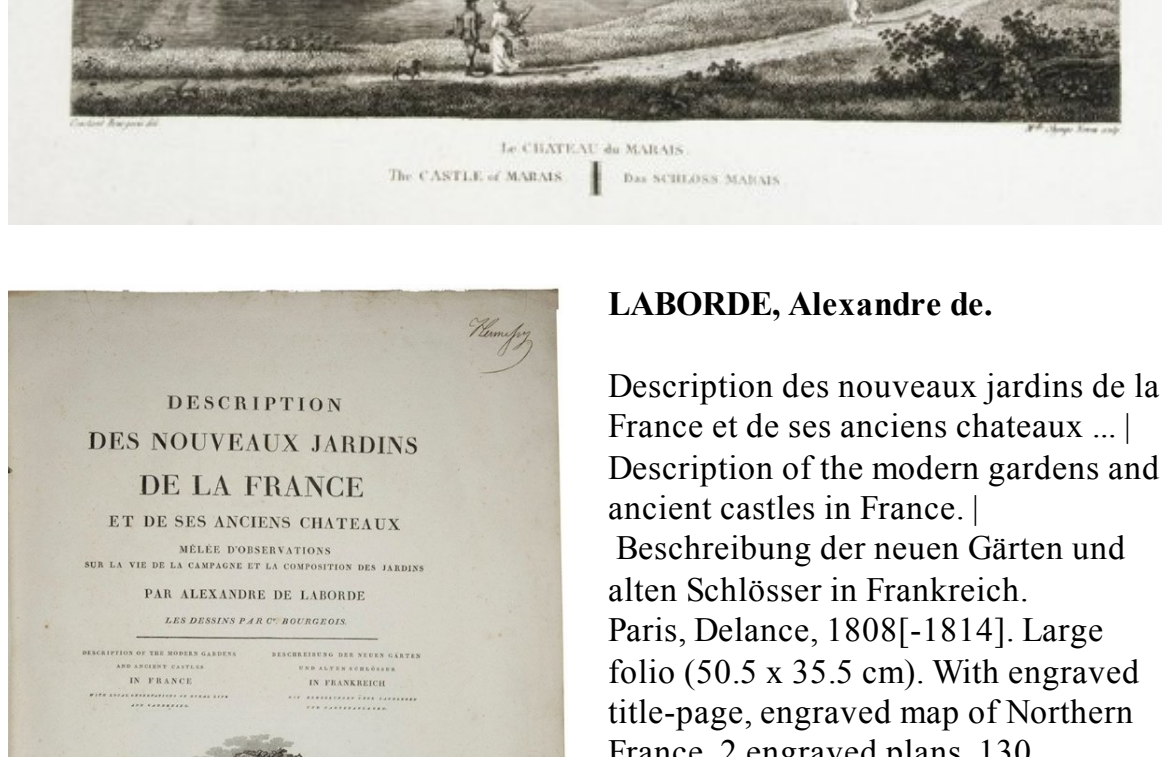 Le CHATEAU du MARAIS.
The CASTLE of MARAIS
Das SCHLOSS MARAIS
DESCRIPTION
DES NOUVEAUX JARDINS
DE LA FRANCE
ET DE SES ANCIENS CHATEAUX
MÊLÉE D'OBSERVATIONS
SUR LA VIE DE LA CAMPAGNE ET LA COMPOSITION DES JARDINS
PAR ALEXANDRE DE LABORDE
LES DESSINS PAR Ct. BOURGEOIS.
DESCRIPTION OF THE MODERN GARDENS
AND ANCIENT CASTLES
IN FRANCE
BESCHREIBUNG DER NEUEN GÄRTEN
UND ALTEN SCHLÖSSER
IN FRANKREICH
LABORDE, Alexandre de.
Description des nouveaux jardins de la
France et de ses anciens chateaux ... |
Description of the modern gardens and
ancient castles in France. |
Beschreibung der neuen Gärten und
alten Schlösser in Frankreich.
Paris, Delance, 1808[-1814]. Large
folio (50.5 x 35.5 cm). With engraved
title-page, engraved map of Northern
France, 2 engraved plans, 130